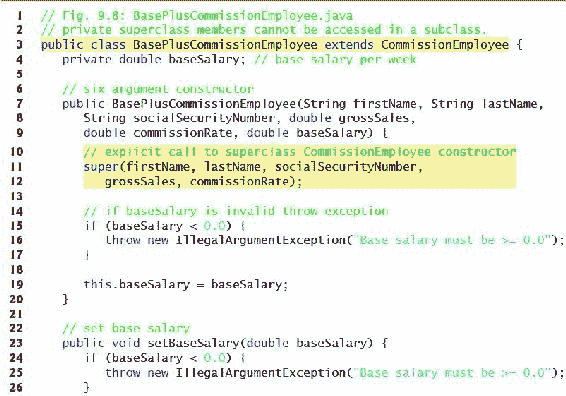 1 // Fig. 9.8: BasePlusCommissionEmployee.java
2 // private superclass members cannot be accessed in a subclass.
3 public class BasePlusCommissionEmployee extends CommissionEmployee {
4 private double baseSalary; // base salary per week
5
6 // six argument constructor
7 public BasePlusCommissionEmployee(String firstName, String lastName,
8 String socialSecurityNumber, double grossSales,
9 double commissionRate, double baseSalary) {
10 // explicit call to superclass CommissionEmployee constructor
11 super(firstName, lastName, socialSecurityNumber,
12 grossSales, commissionRate);
13
14 // if baseSalary is invalid throw exception
15 if (baseSalary < 0.0) {
16 throw new IllegalArgumentException("Base salary must be >= 0.0");
17 }
18
19 this.baseSalary = baseSalary;
20 }
21
22 // set base salary
23 public void setBaseSalary(double baseSalary) {
24 if (baseSalary < 0.0) {
25 throw new IllegalArgumentException("Base salary must be >= 0.0");
26 }